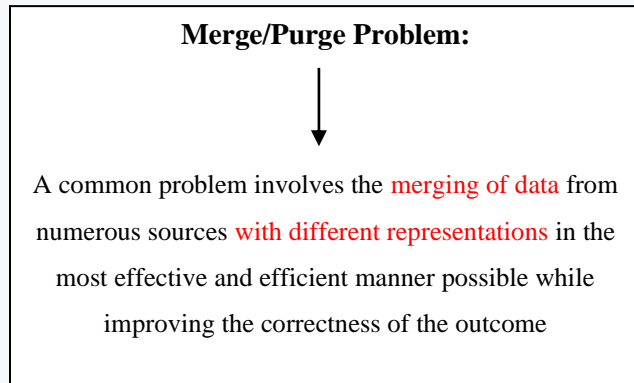 Merge/Purge Problem:
A common problem involves the merging of data from
numerous sources with different representations in the
most effective and efficient manner possible while
improving the correctness of the outcome